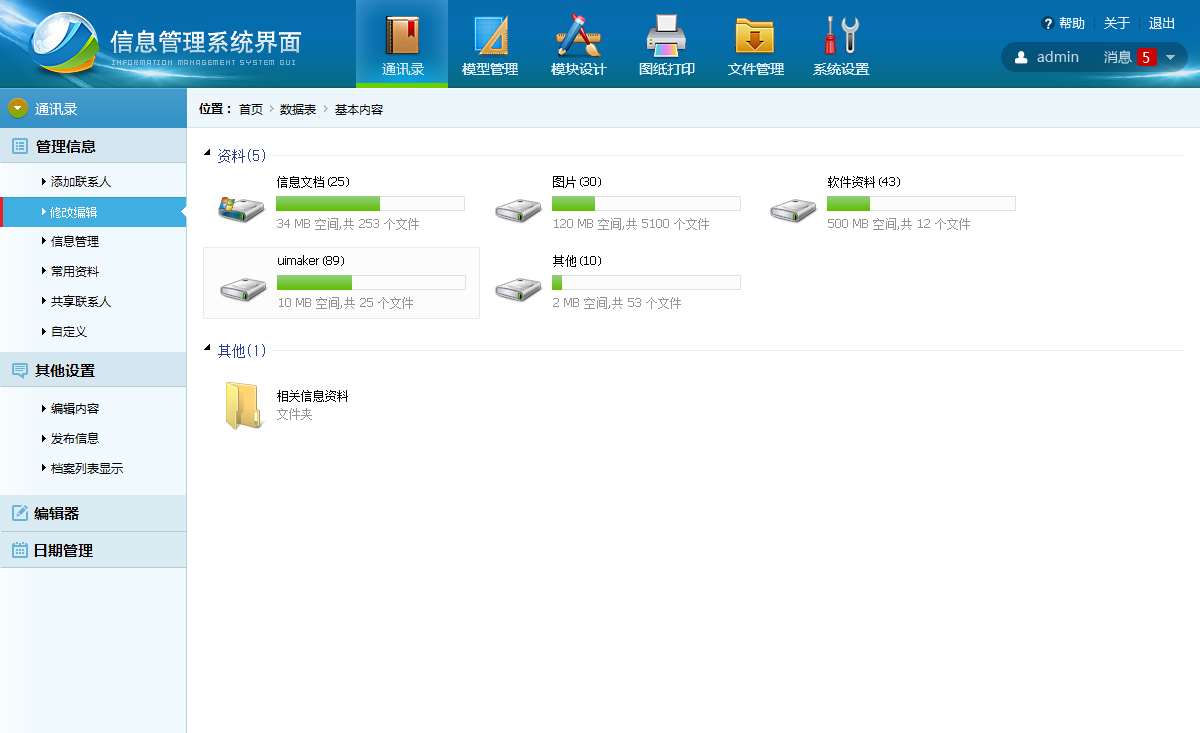 信息管理系统界面
INFORMATION MANAGEMENT SYSTEM GUI
通讯录
模型管理
模块设计
图纸打印
文件管理
系统设置
? 帮助 关于 退出
admin 消息 5
通讯录
管理信息
添加联系人
修改编辑
信息管理
常用资料
共享联系人
自定义
其他设置
编辑内容
发布信息
档案列表显示
编辑器
日期管理
位置： 首页 数据表 基本内容
资料(5)
信息文档(25)
34 MB 空间,共 253 个文件
图片(30)
120 MB 空间,共 5100 个文件
软件资料(43)
500 MB 空间,共 12 个文件
uimaker(89)
10 MB 空间,共 25 个文件
其他(10)
2 MB 空间,共 53 个文件
其他(1)
相关信息资料
文件夹